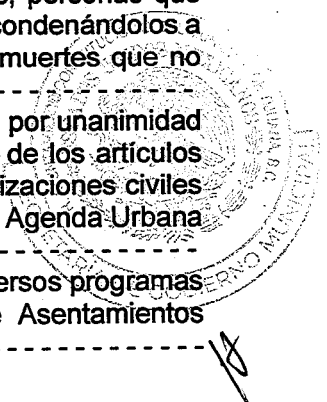 personas que
condenándolos a
muertes que no
por unanimidad
de los artículos
izaciones civiles
Agenda Urbana
ersos programas
Asentamientos